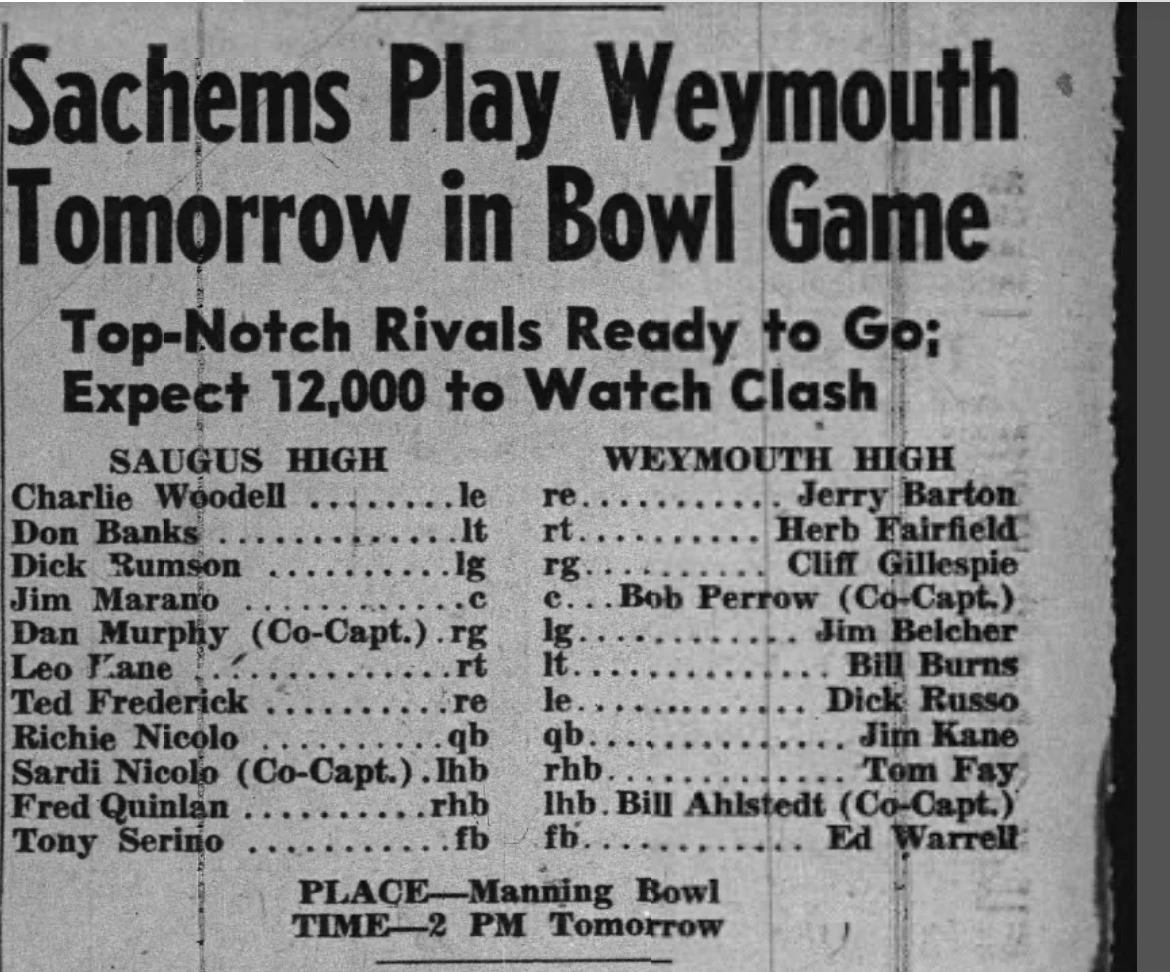 Sachems Play Weymouth
Tomorrow in Bowl Game
Top-Notch Rivals Ready to Go;
Expect 12,000 to Watch Clash
SAUGUS HIGH WEYMOUTH HIGH
Charlie Woodell ........le re........... Jerry Barton
Don Banks .............lt rt.......... Herb Fairfield
Dick Rumson ..........lg rg.......... Cliff Gillespie
Jim Marano ............c c...Bob Perrow (Co-Capt.)
Dan Murphy (Co-Capt.).rg lg............ Jim Belcher
Leo Kane ..............rt lt.............. Bill Burns
Ted Frederick ..........re le............. Dick Russo
Richie Nicolo ..........qb qb............... Jim Kane
Sardi Nicolo (Co-Capt.).lhb rhb............. Tom Fay
Fred Quinlan ..........rhb lhb.Bill Ahlstedt (Co-Capt.)
Tony Serino ...........fb fb............ Ed Warrell
PLACE—Manning Bowl
TIME—2 PM Tomorrow